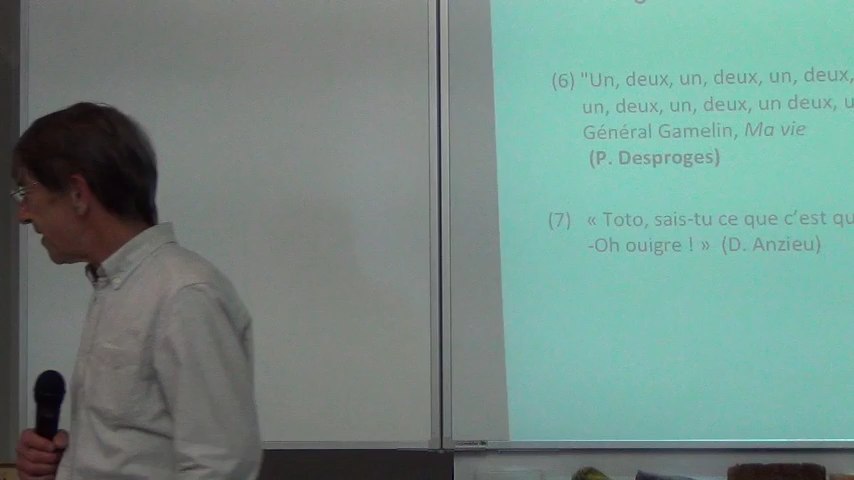 (6) "Un, deux, un, deux, un, deux,
un, deux, un, deux, un deux, u
Général Gamelin, Ma vie
(P. Desproges)
(7) « Toto, sais-tu ce que c'est qu
-Oh ouigre ! » (D. Anzieu)